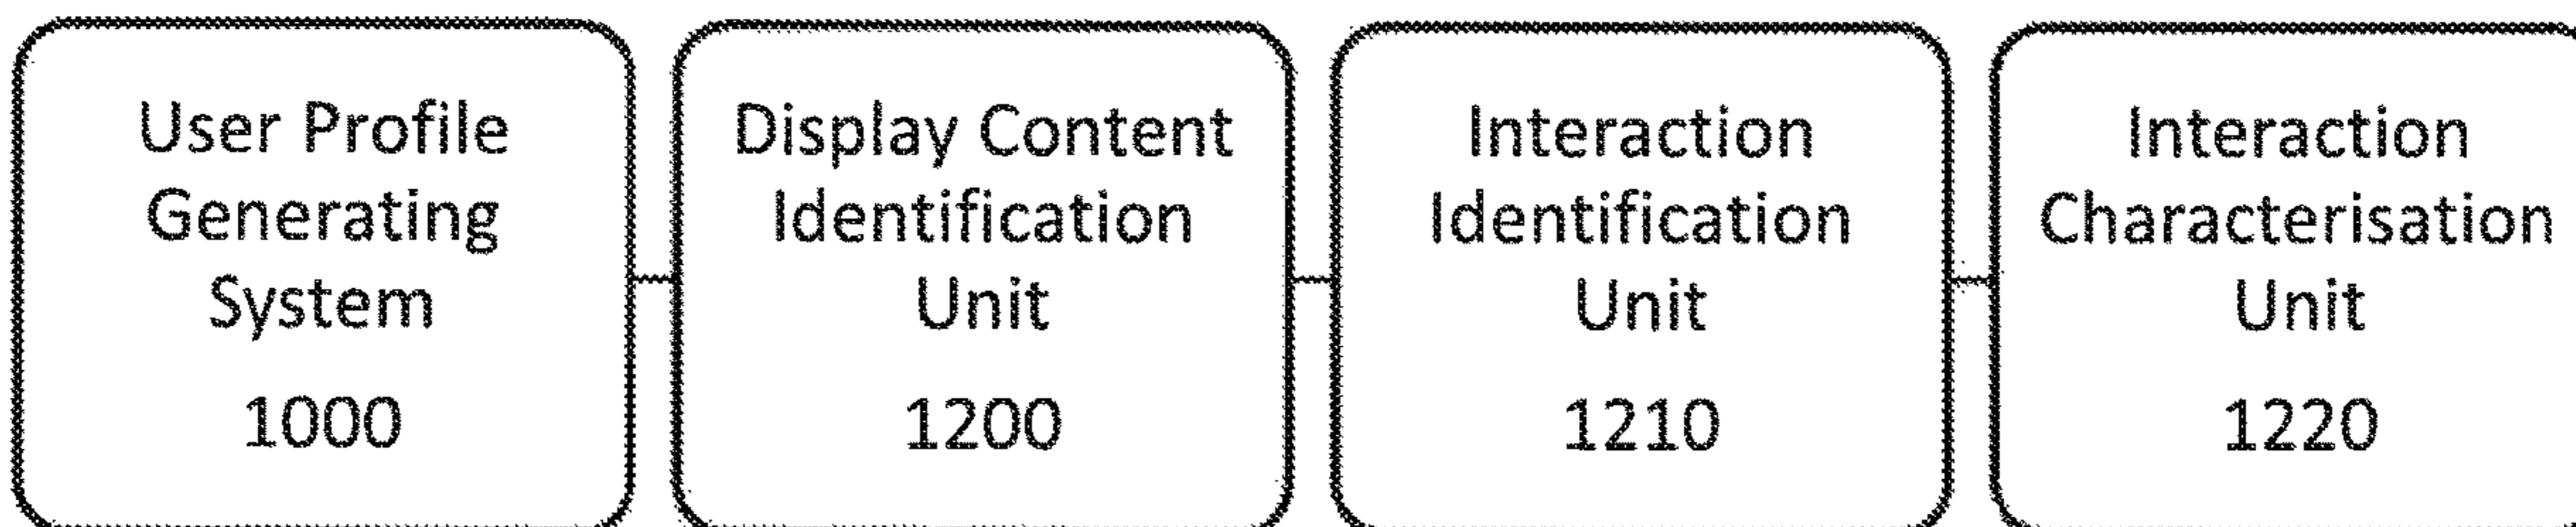 User Profile
Generating
System
1000
Display Content
Identification
Unit
1200
Interaction
Identification
Unit
1210
Interaction
Characterisation
Unit
1220